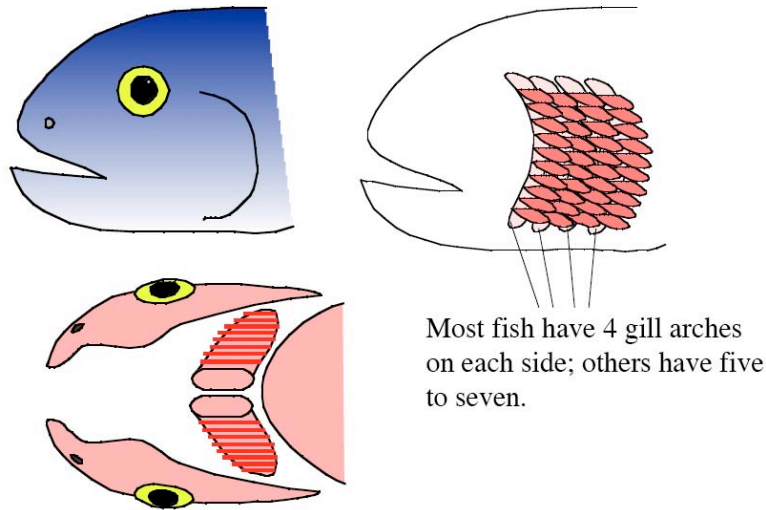 Most fish have 4 gill arches
on each side; others have five
to seven.